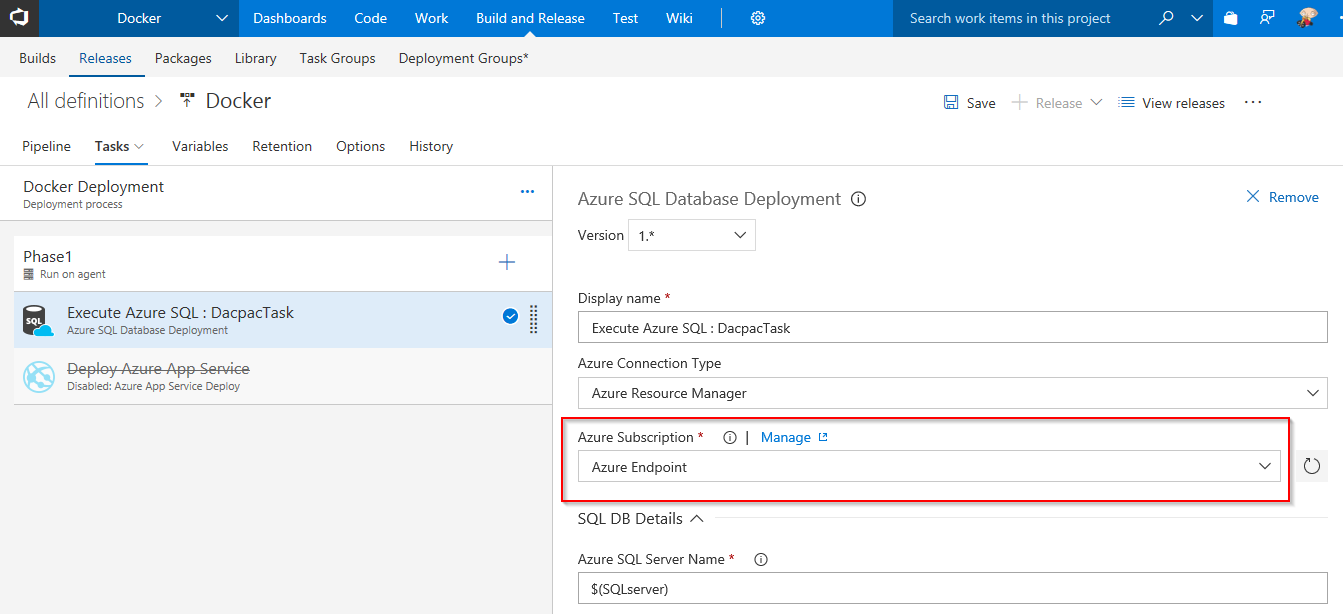 Docker Dashboards Code Work Build and Release Test Wiki Search work items in this project
Builds Releases Packages Library Task Groups Deployment Groups*
All definitions > Docker Save Release View releases ...
Pipeline Tasks Variables Retention Options History
Docker Deployment
Deployment process
...
Phase1
Run on agent
SQL
Execute Azure SQL : DacpacTask
Azure SQL Database Deployment
Deploy Azure App Service
Disabled: Azure App Service Deploy
Azure SQL Database Deployment Remove
Version 1.*
Display name *
Execute Azure SQL : DacpacTask
Azure Connection Type
Azure Resource Manager
Azure Subscription * | Manage
Azure Endpoint
SQL DB Details
Azure SQL Server Name *
$(SQLserver)